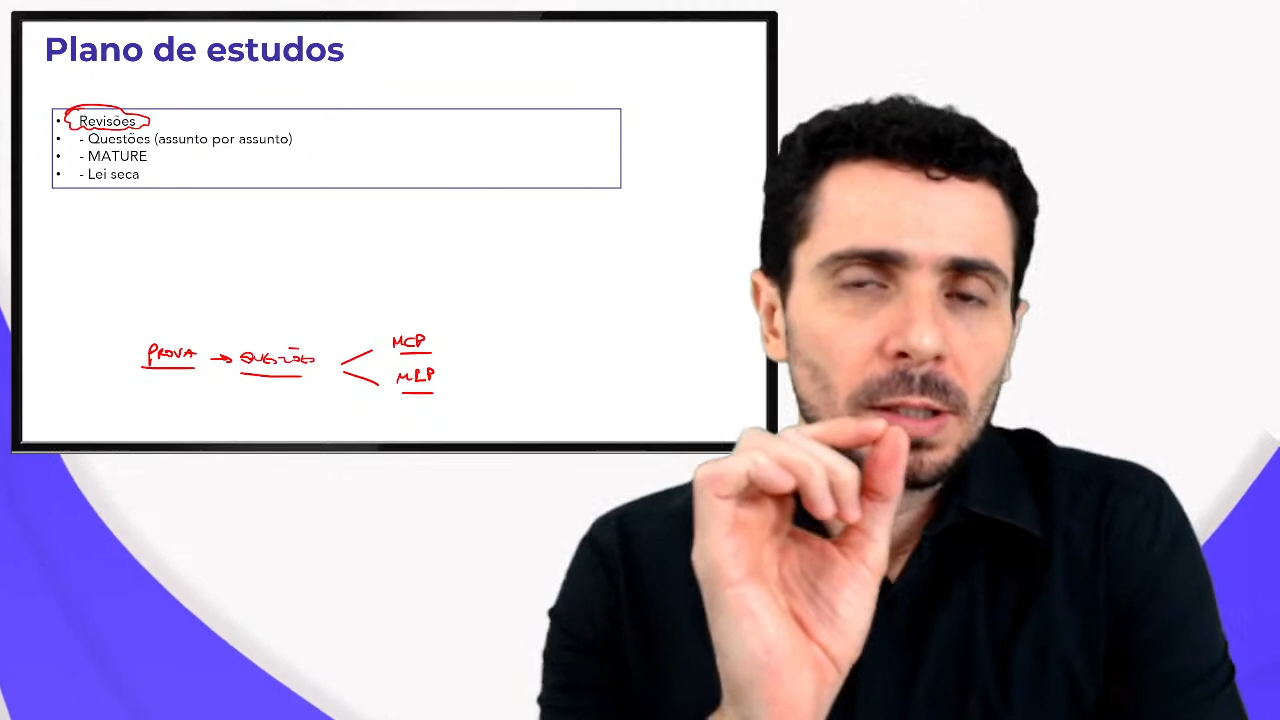 Plano de estudos
• Revisões
• - Questões (assunto por assunto)
• - MATURE
• - Lei seca
PROVA → QUESTÕES
MCP
MLP